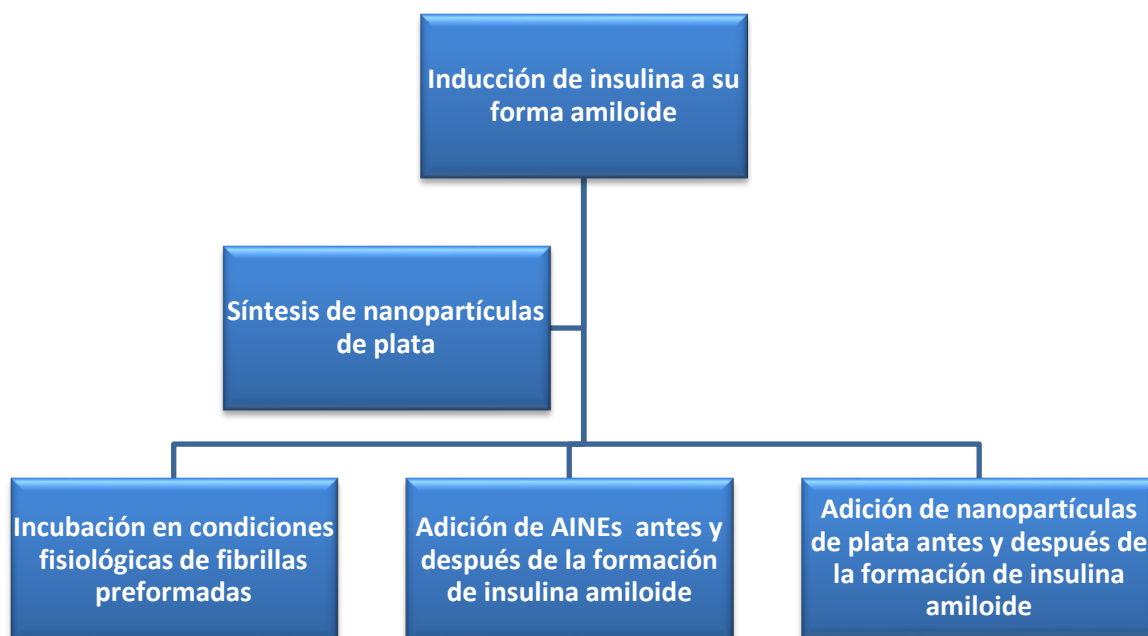 Inducción de insulina a su
forma amiloide
Síntesis de nanopartículas
de plata
Incubación en condiciones
fisiológicas de fibrillas
preformadas
Adición de AINEs antes y
después de la formación
de insulina amiloide
Adición de nanopartículas
de plata antes y después de
la formación de insulina
amiloide